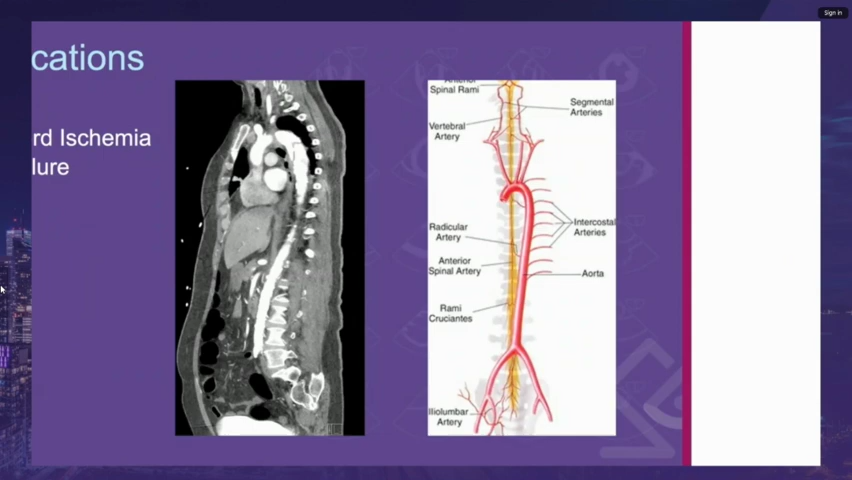 Sign in
cations
rd Ischemia
lure
Spinal Rami
Segmental
Arteries
Vertebral
Artery
Radicular
Artery
Intercostal
Arteries
Anterior
Spinal Artery
Aorta
Rami
Cruciantes
Iliolumbar
Artery